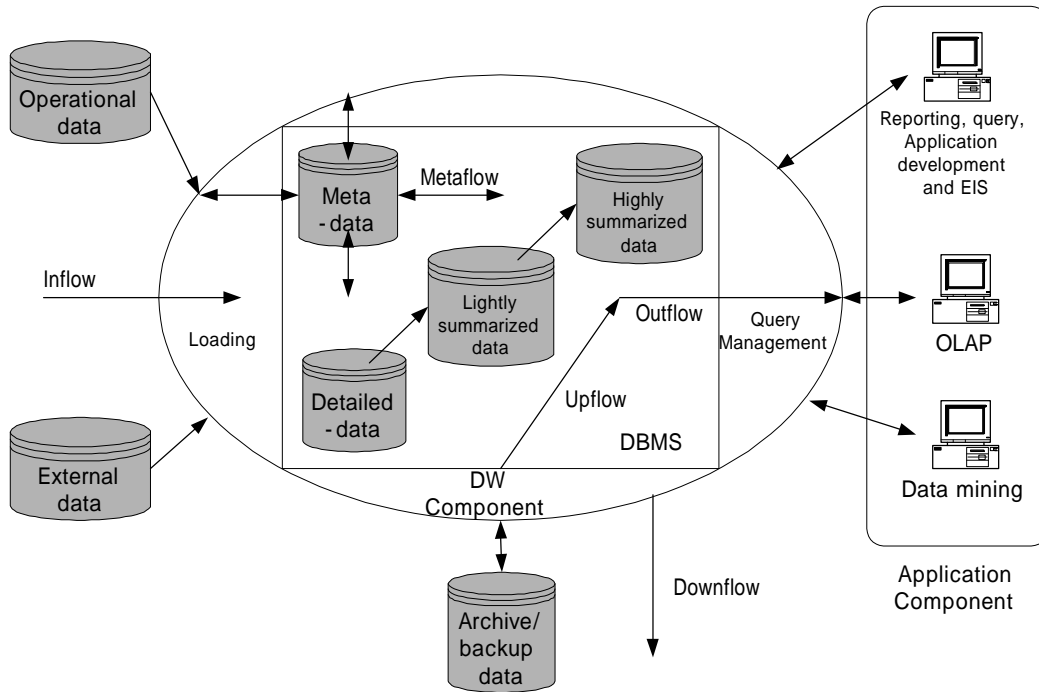 Operational
data
Meta
- data
Metaflow
Highly
summarized
data
Reporting, query,
Application
development
and EIS
Inflow
Loading
Lightly
summarized
data
Outflow
Query
Management
OLAP
Detailed
- data
Upflow
DBMS
External
data
DW
Component
Data mining
Archive/
backup
data
Downflow
Application
Component